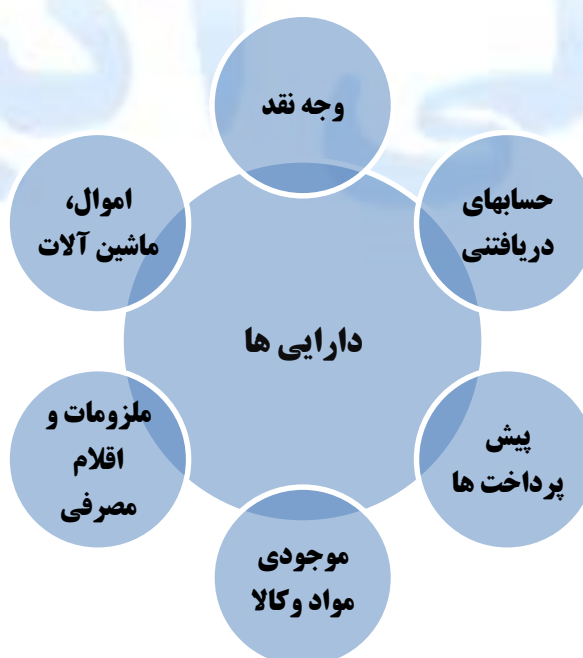 وجه نقد
حسابهای
دریافتنی
پیش
پرداخت ها
موجودی
مواد وکالا
ملزومات و
اقلام
مصرفی
اموال،
ماشین آلات
دارایی ها